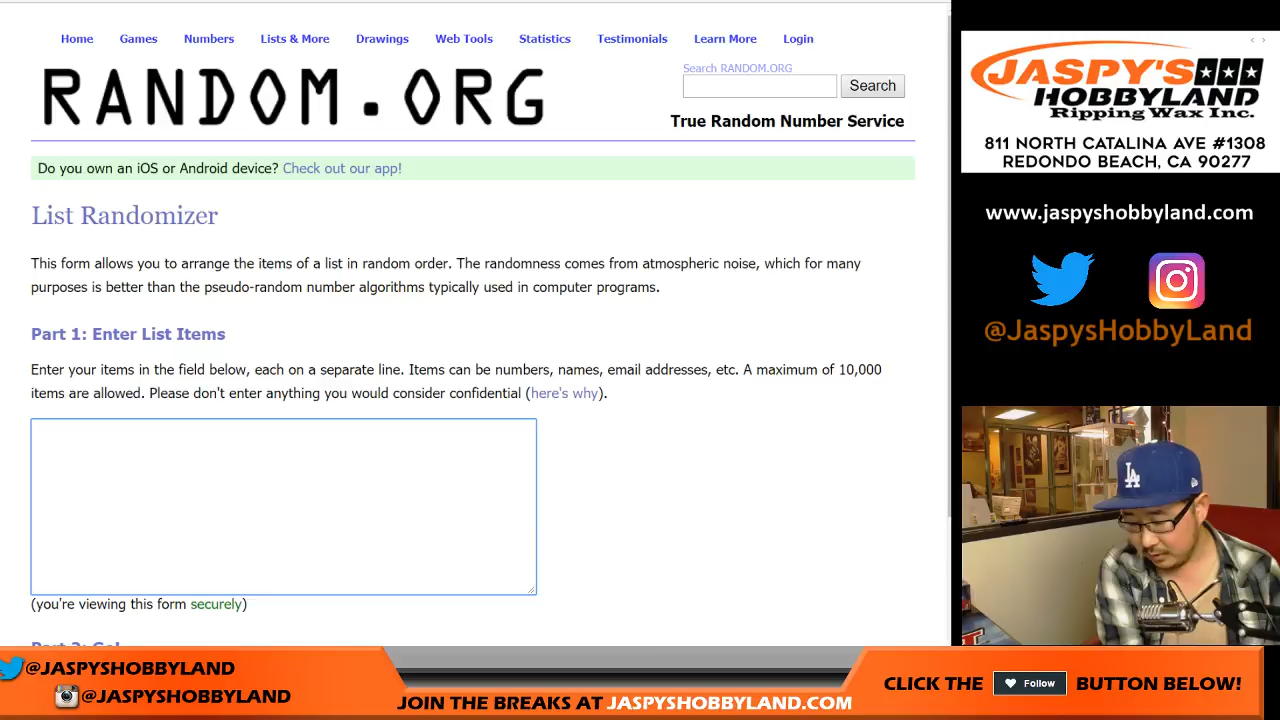 Home Games Numbers Lists & More Drawings Web Tools Statistics Testimonials Learn More Login
RANDOM.ORG
Search RANDOM.ORG
Search
True Random Number Service
Do you own an iOS or Android device? Check out our app!
List Randomizer
This form allows you to arrange the items of a list in random order. The randomness comes from atmospheric noise, which for many
purposes is better than the pseudo-random number algorithms typically used in computer programs.
Part 1: Enter List Items
Enter your items in the field below, each on a separate line. Items can be numbers, names, email addresses, etc. A maximum of 10,000
items are allowed. Please don't enter anything you would consider confidential (here's why).
(you're viewing this form securely)
Part 2: Go!
JASPY'S
HOBBYLAND
Ripping Wax Inc.
811 NORTH CATALINA AVE #1308
REDONDO BEACH, CA 90277
www.jaspyshobbyland.com
@JaspysHobbyLand
LA
@JASPYSHOBBYLAND
@JASPYSHOBBYLAND
JOIN THE BREAKS AT JASPYSHOBBYLAND.COM
CLICK THE Follow BUTTON BELOW!